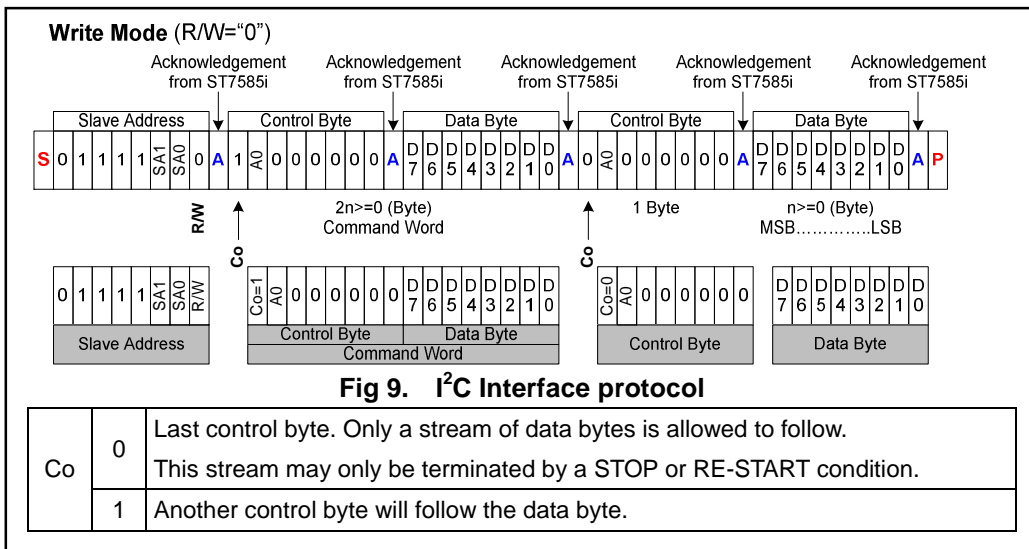 Write Mode (R/W="0")
Acknowledgement from ST7585i Acknowledgement from ST7585i Acknowledgement from ST7585i Acknowledgement from ST7585i Acknowledgement from ST7585i
Slave Address Control Byte Data Byte Control Byte Data Byte
S 0 1 1 1 1 SA1 SA0 0 A 1 A0 0 0 0 0 0 0 A D7 D6 D5 D4 D3 D2 D1 D0 A 0 A0 0 0 0 0 0 0 A D7 D6 D5 D4 D3 D2 D1 D0 A P
R/W Co 2n>=0 (Byte) Co 1 Byte n>=0 (Byte)
Command Word MSB…………..LSB
0 1 1 1 1 SA1 SA0 R/W Co=1 A0 0 0 0 0 0 0 D7 D6 D5 D4 D3 D2 D1 D0 Co=0 A0 0 0 0 0 0 0 D7 D6 D5 D4 D3 D2 D1 D0
Slave Address Control Byte Data Byte Control Byte Data Byte
Command Word
Fig 9. I²C Interface protocol
Co 0 Last control byte. Only a stream of data bytes is allowed to follow.
This stream may only be terminated by a STOP or RE-START condition.
1 Another control byte will follow the data byte.